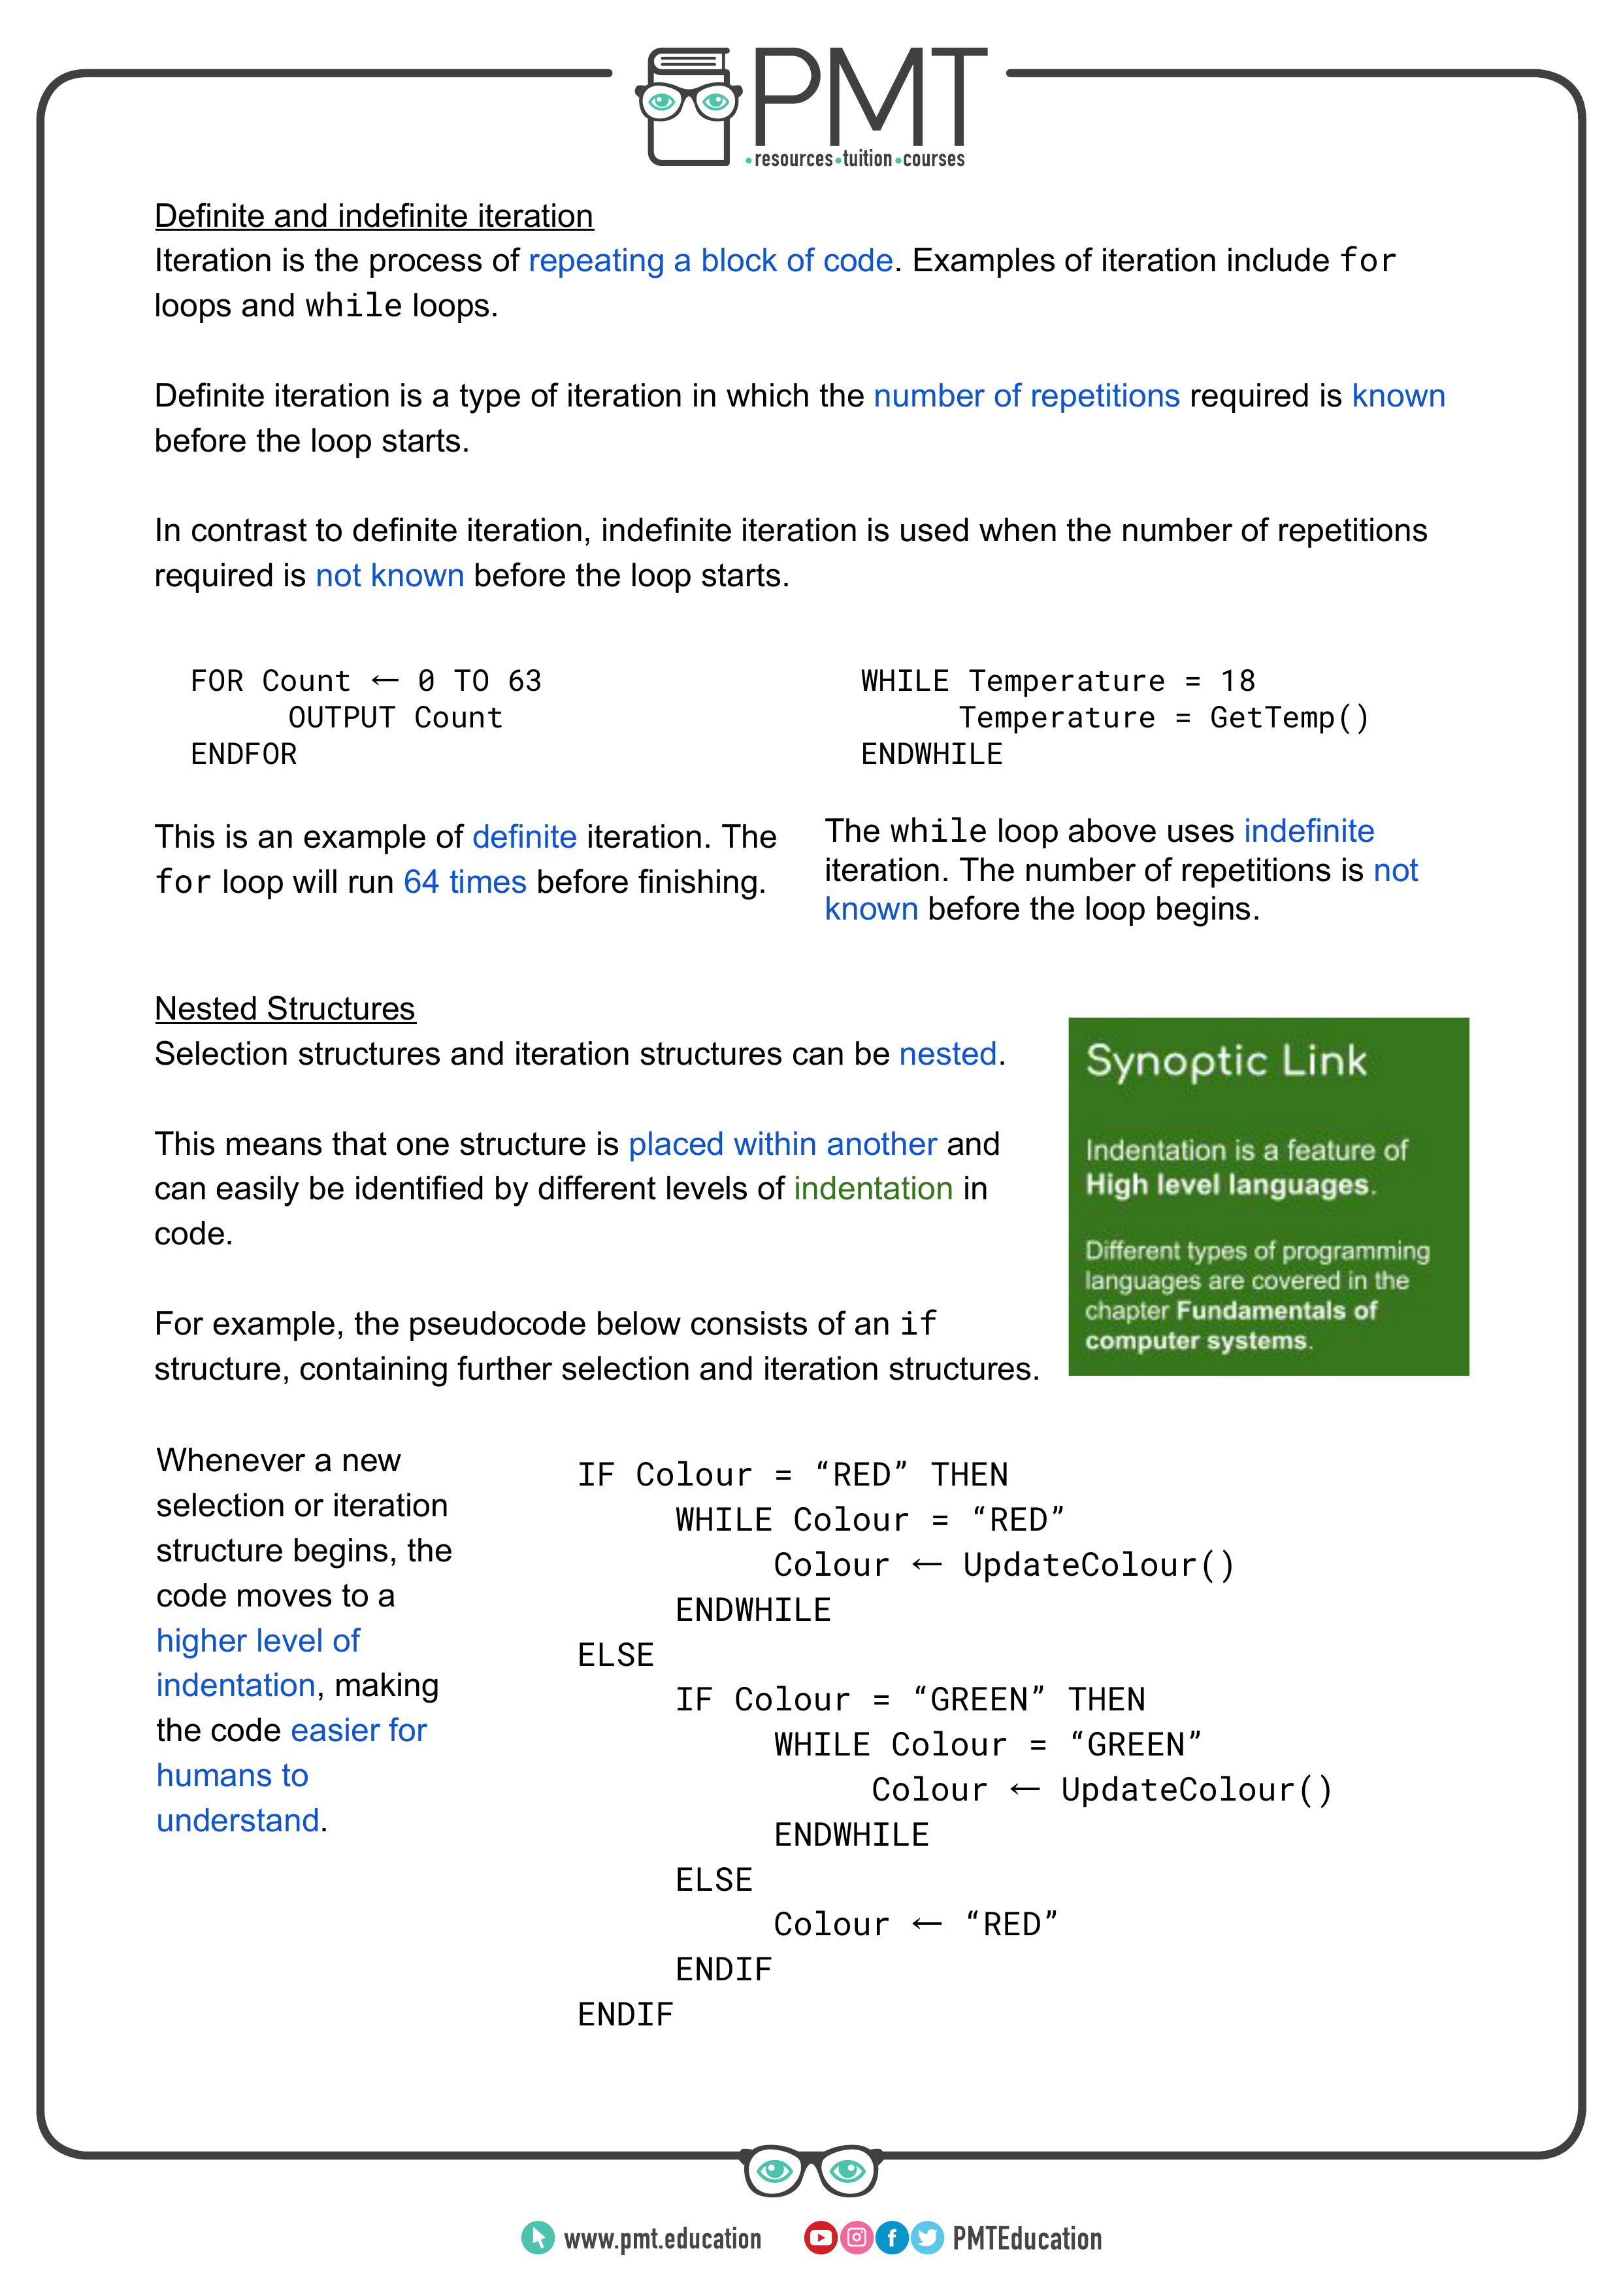 PMT
•resources•tuition•courses
Definite and indefinite iteration
Iteration is the process of repeating a block of code. Examples of iteration include for
loops and while loops.
Definite iteration is a type of iteration in which the number of repetitions required is known
before the loop starts.
In contrast to definite iteration, indefinite iteration is used when the number of repetitions
required is not known before the loop starts.
FOR Count ← 0 TO 63
OUTPUT Count
ENDFOR
This is an example of definite iteration. The
for loop will run 64 times before finishing.
WHILE Temperature = 18
Temperature = GetTemp()
ENDWHILE
The while loop above uses indefinite
iteration. The number of repetitions is not
known before the loop begins.
Nested Structures
Selection structures and iteration structures can be nested.
This means that one structure is placed within another and
can easily be identified by different levels of indentation in
code.
For example, the pseudocode below consists of an if
structure, containing further selection and iteration structures.
Synoptic Link
Indentation is a feature of
High level languages.
Different types of programming
languages are covered in the
chapter Fundamentals of
computer systems.
Whenever a new
selection or iteration
structure begins, the
code moves to a
higher level of
indentation, making
the code easier for
humans to
understand.
IF Colour = “RED” THEN
WHILE Colour = “RED”
Colour ← UpdateColour()
ENDWHILE
ELSE
IF Colour = “GREEN” THEN
WHILE Colour = “GREEN”
Colour ← UpdateColour()
ENDWHILE
ELSE
Colour ← “RED”
ENDIF
ENDIF
www.pmt.education
PMTEducation